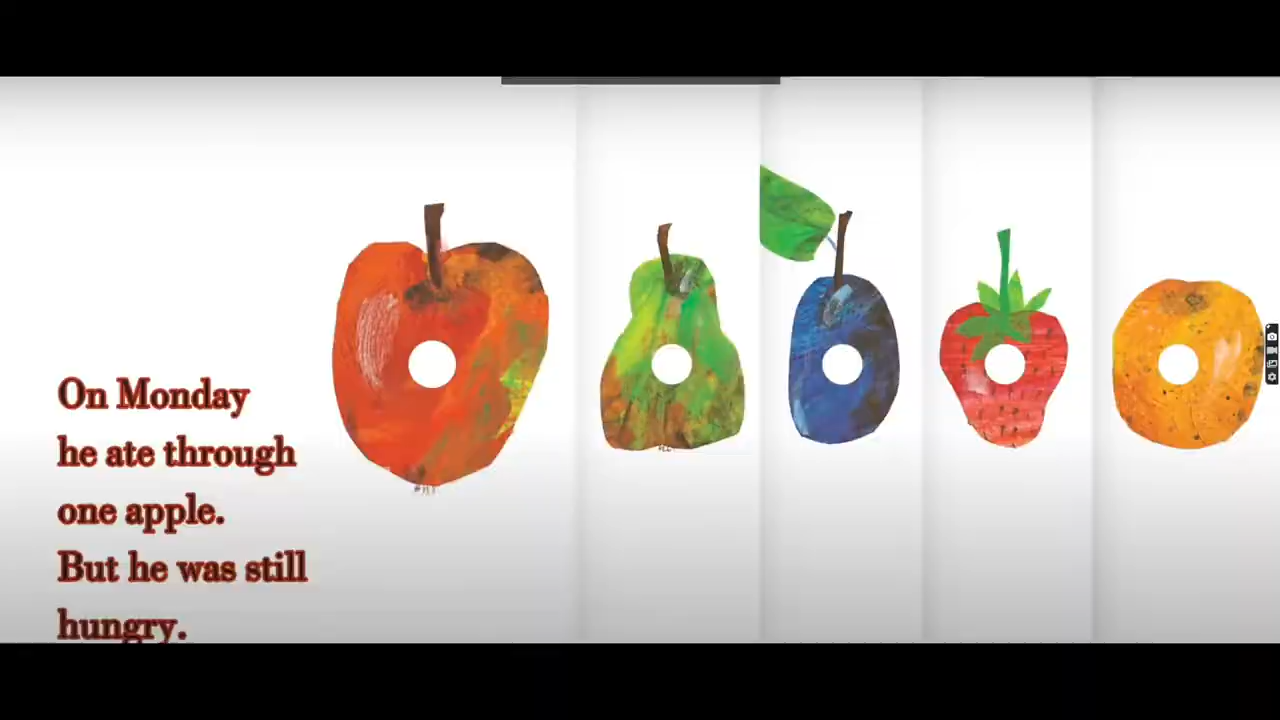 On Monday
he ate through
one apple.
But he was still
hungry.